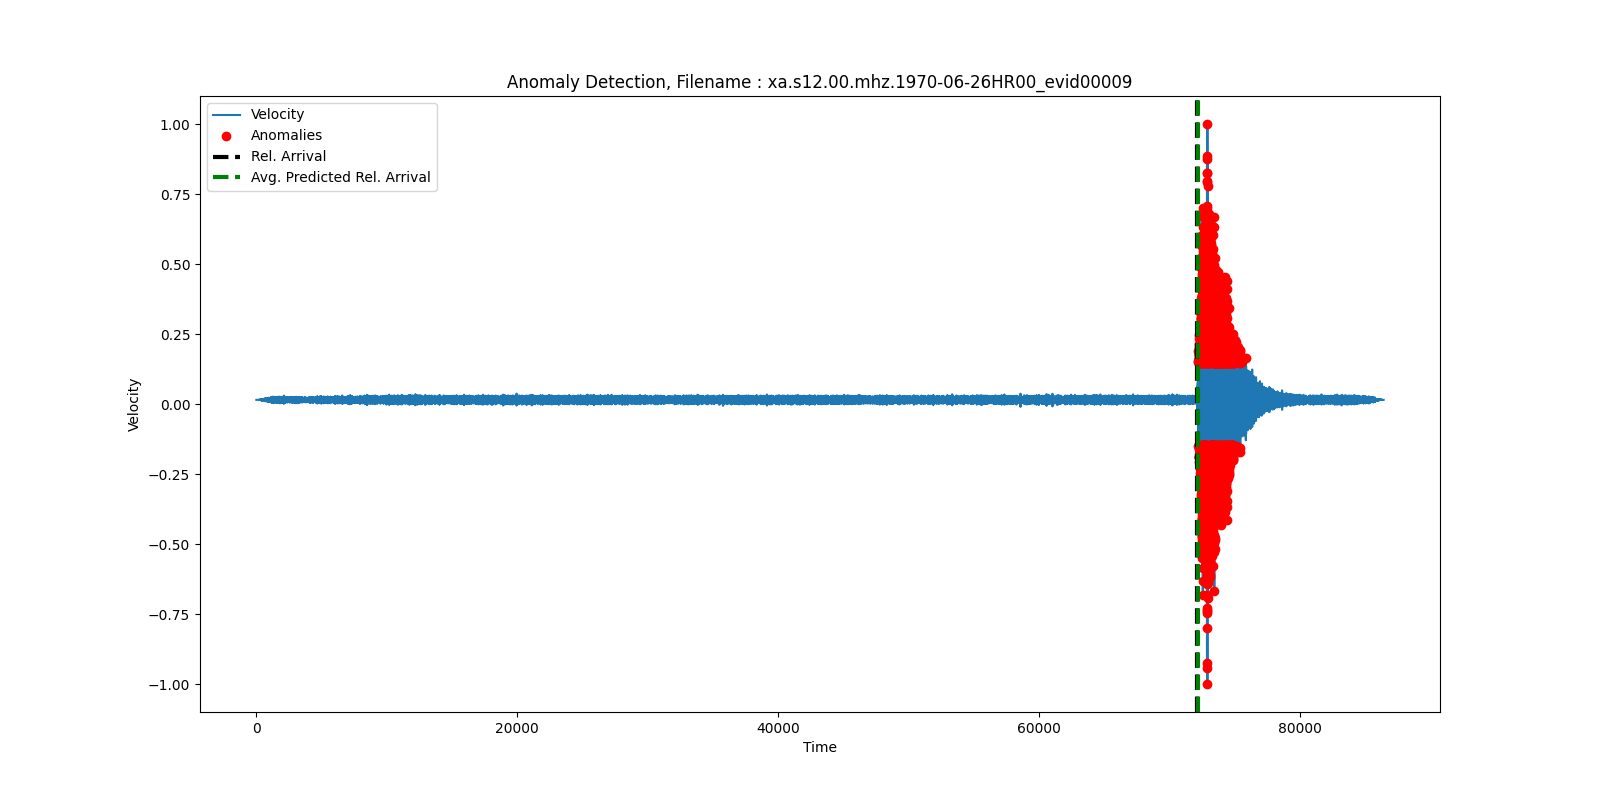 Anomaly Detection, Filename : xa.s12.00.mhz.1970-06-26HR00_evid00009
Velocity
Anomalies
Rel. Arrival
Avg. Predicted Rel. Arrival
1.00
0.75
0.50
0.25
0.00
−0.25
−0.50
−0.75
−1.00
Velocity
0
20000
40000
60000
80000
Time